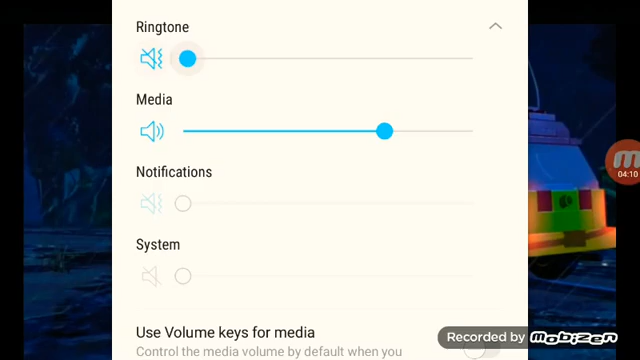 Ringtone
Media
Notifications
System
Use Volume keys for media
Control the media volume by default when you
04:10
Recorded by mobizen